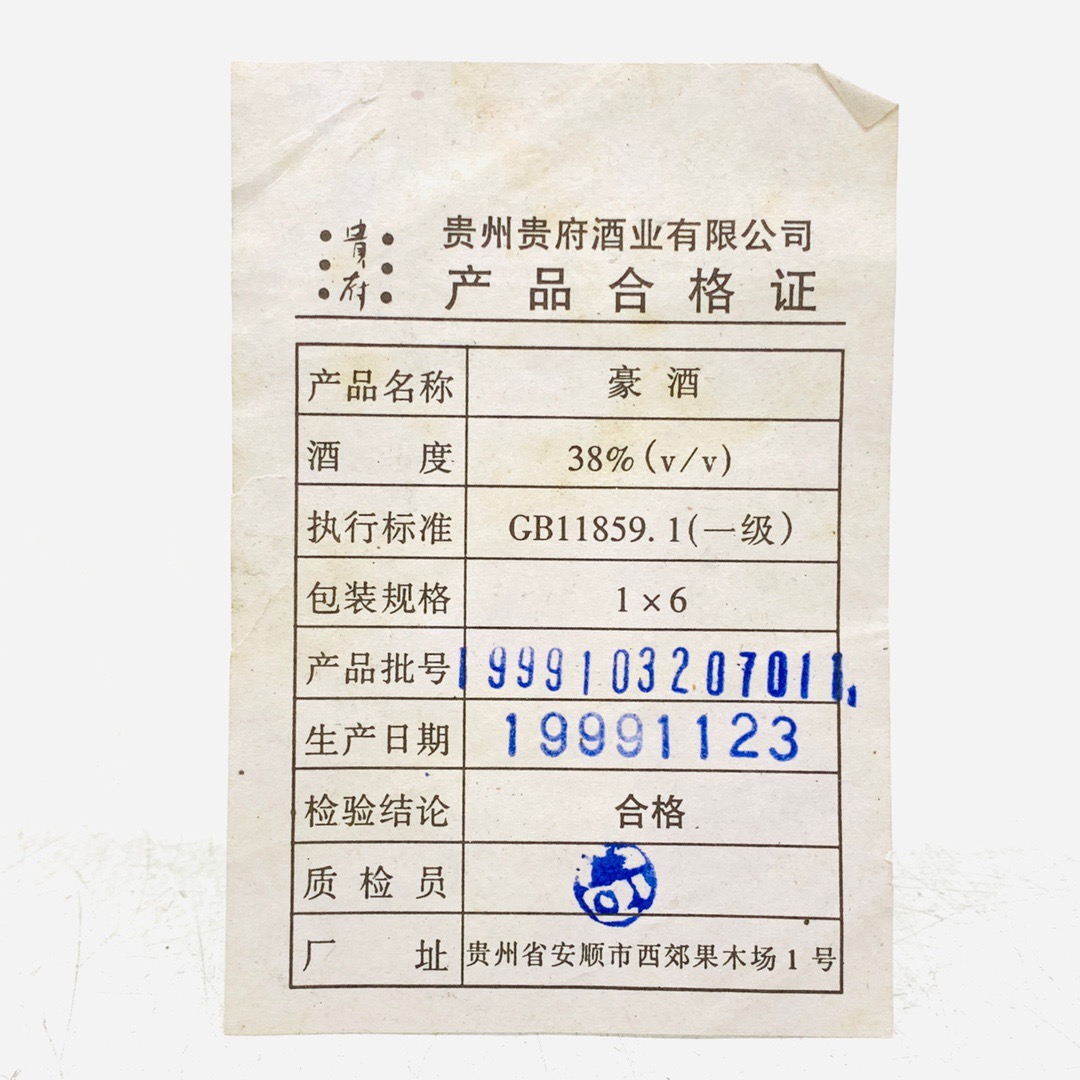 贵府
贵州贵府酒业有限公司
产品合格证
产品名称 豪酒
酒度 38%(v/v)
执行标准 GB11859.1(一级)
包装规格 1×6
产品批号 1999103207011
生产日期 19991123
检验结论 合格
质检员
厂址 贵州省安顺市西郊果木场1号